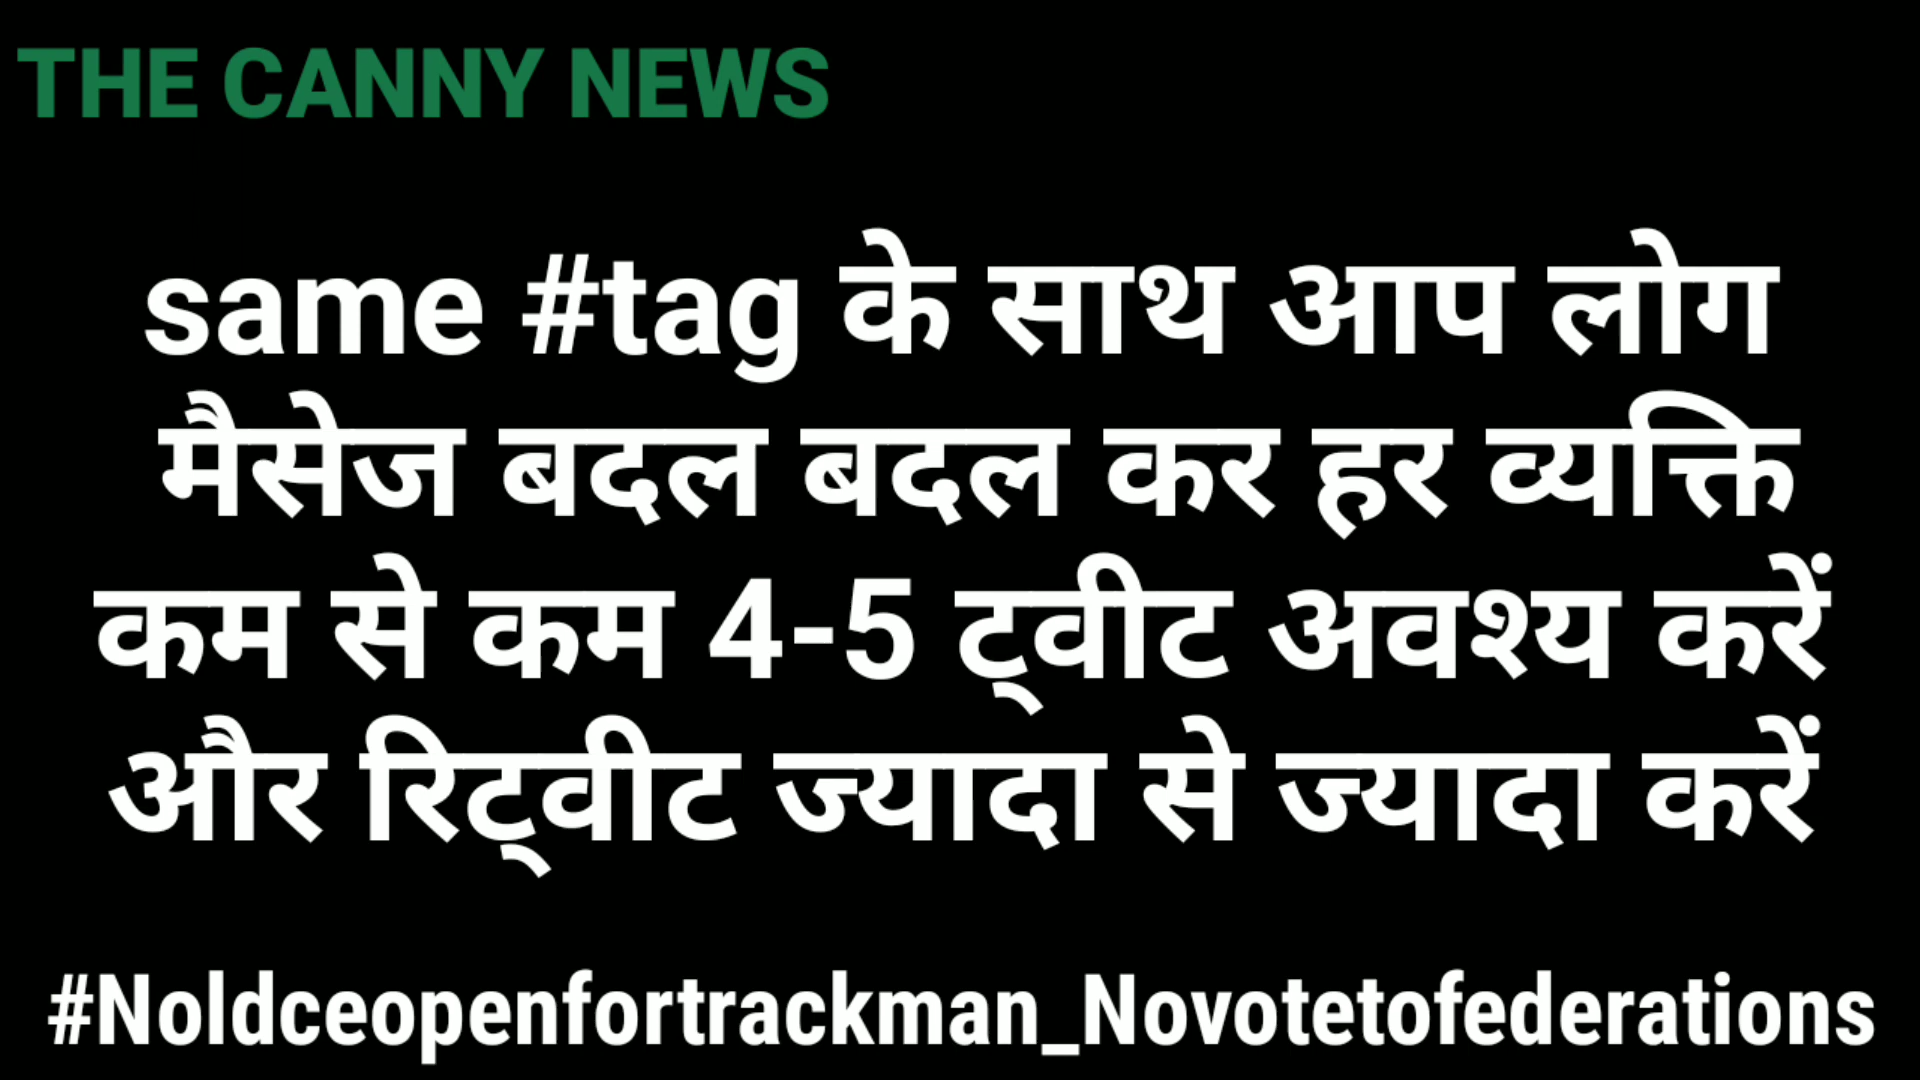 THE CANNY NEWS
same #tag के साथ आप लोग
मैसेज बदल बदल कर हर व्यक्ति
कम से कम 4-5 ट्वीट अवश्य करें
और रिट्वीट ज्यादा से ज्यादा करें
#Noldceopenfortrackman_Novotetofederations